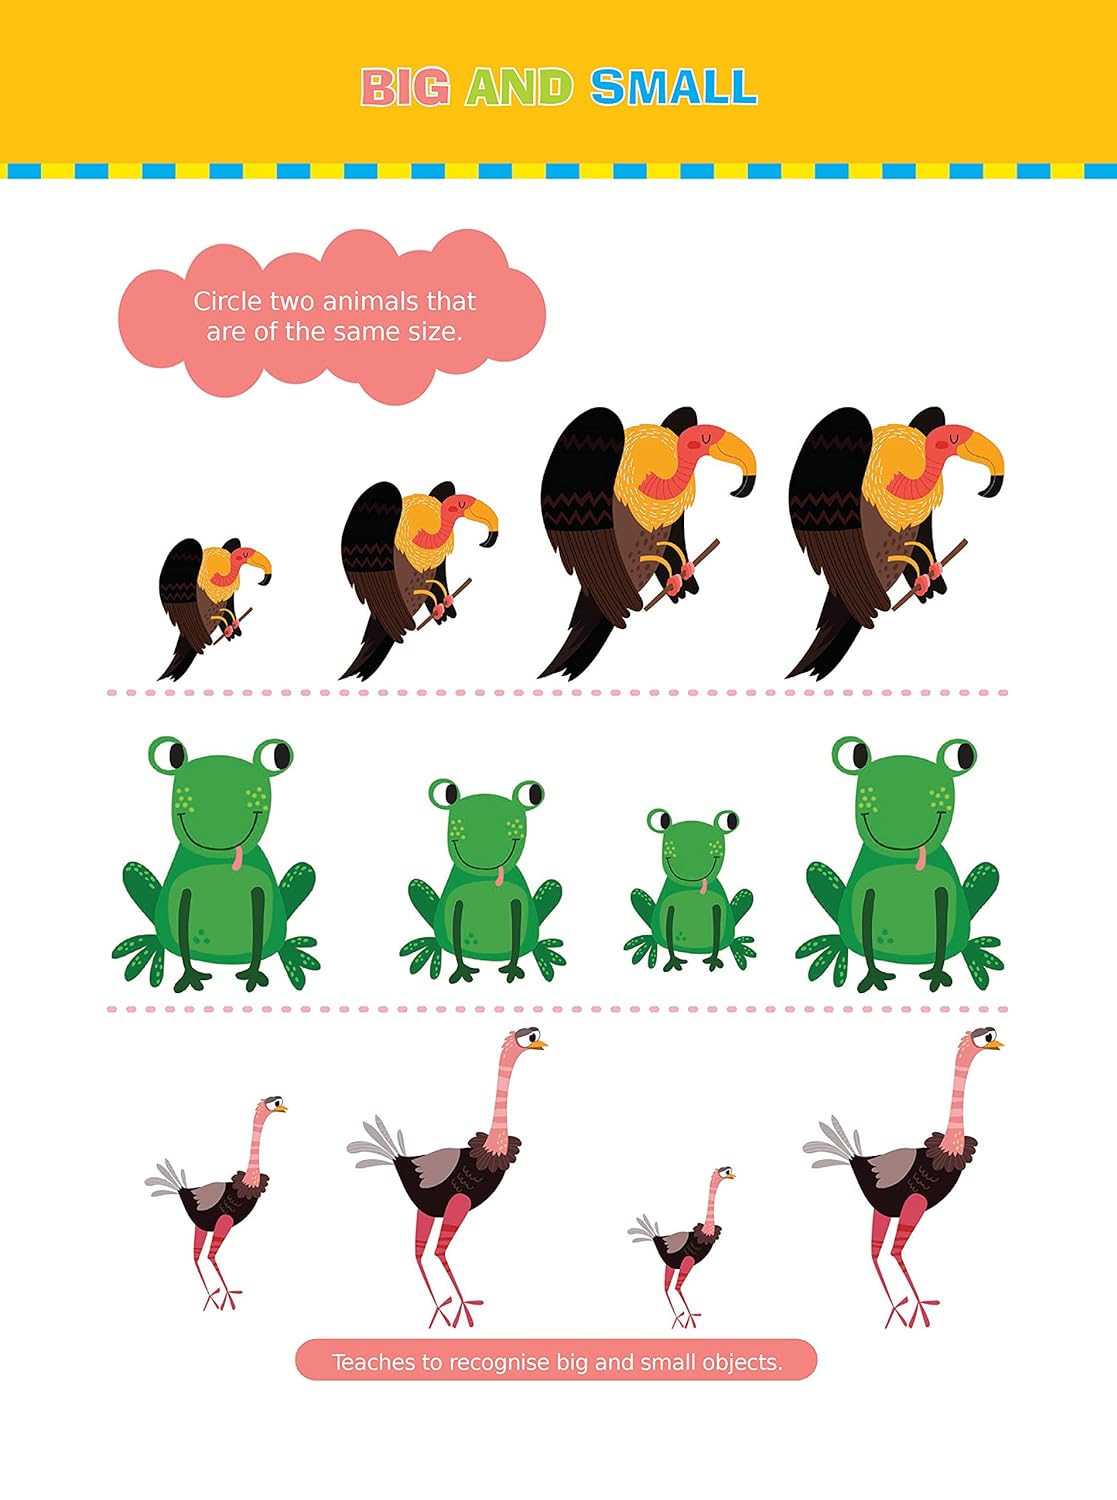 BIG AND SMALL
Circle two animals that
are of the same size.
Teaches to recognise big and small objects.